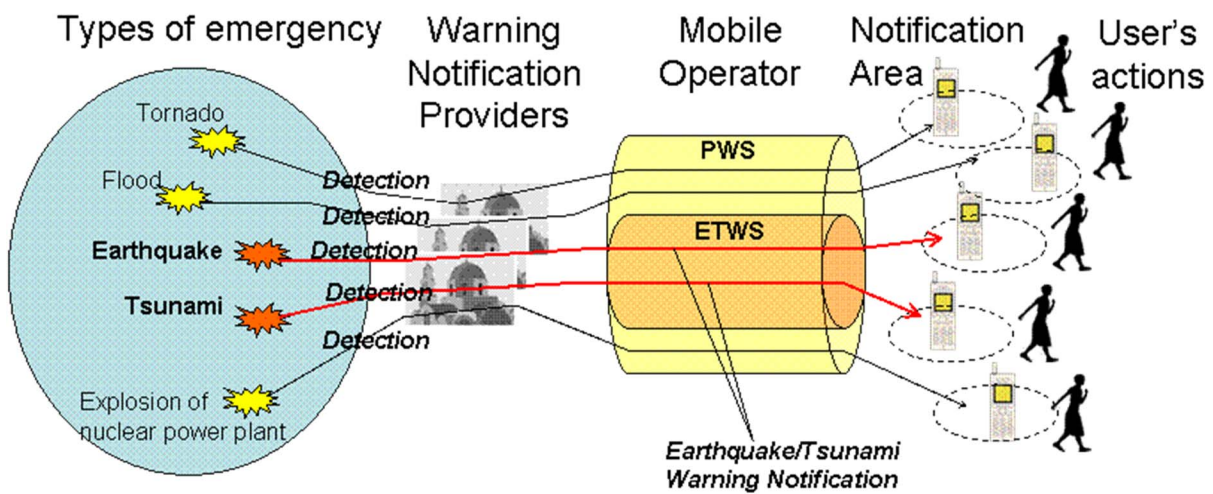 Types of emergency
Warning
Notification
Providers
Mobile
Operator
Notification
Area
User's
actions
Tornado
Flood
Earthquake
Tsunami
Explosion of
nuclear power plant
Detection
Detection
Detection
Detection
Detection
PWS
ETWS
Earthquake/Tsunami
Warning Notification